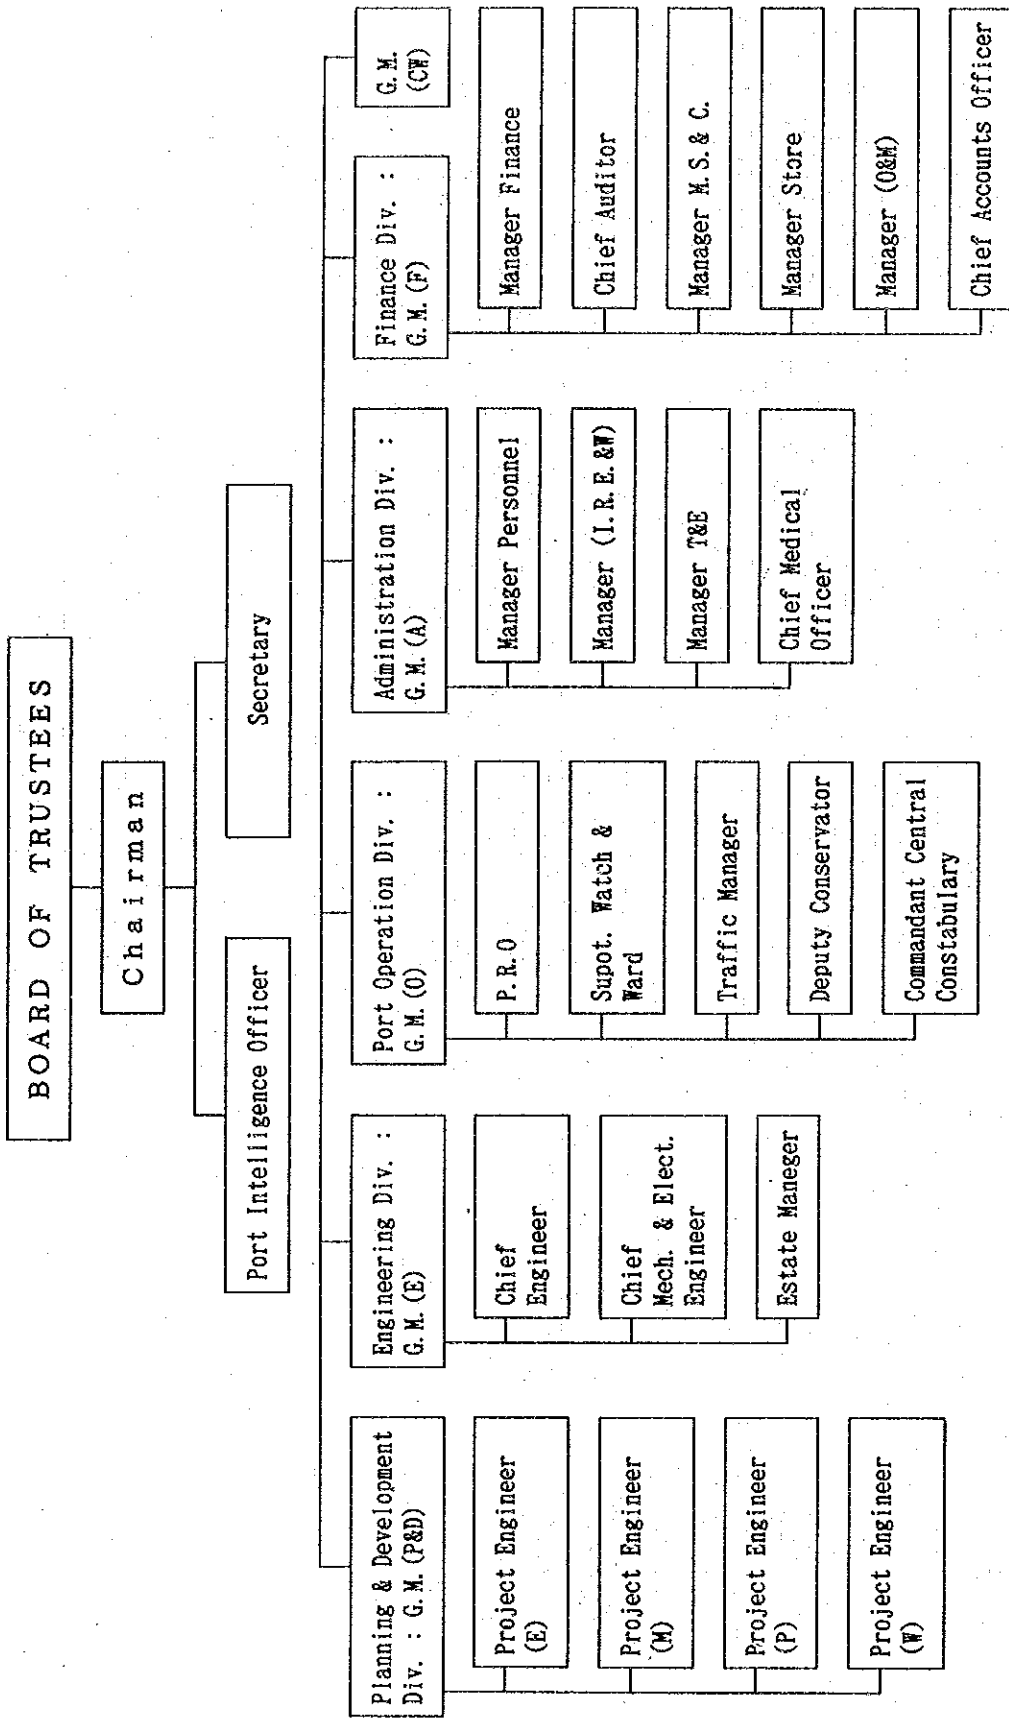 BOARD OF TRUSTEES
Chairman
Port Intelligence Officer
Secretary
Planning & Development
Div. : G.M.(P&D)
Project Engineer
(E)
Project Engineer
(M)
Project Engineer
(P)
Project Engineer
(W)
Engineering Div. :
G.M.(E)
Chief
Engineer
Chief
Mech. & Elect.
Engineer
Estate Maneger
Port Operation Div. :
G.M.(O)
P.R.O
Supot. Watch &
Ward
Traffic Manager
Deputy Conservator
Commandant Central
Constabulary
Administration Div. :
G.M.(A)
Manager Personnel
Manager (I.R.E.&W)
Manager T&E
Chief Medical
Officer
Finance Div. :
G.M.(F)
Manager Finance
Chief Auditor
Manager M.S.& C.
Manager Store
Manager (O&M)
Chief Accounts Officer
G.M.
(CW)